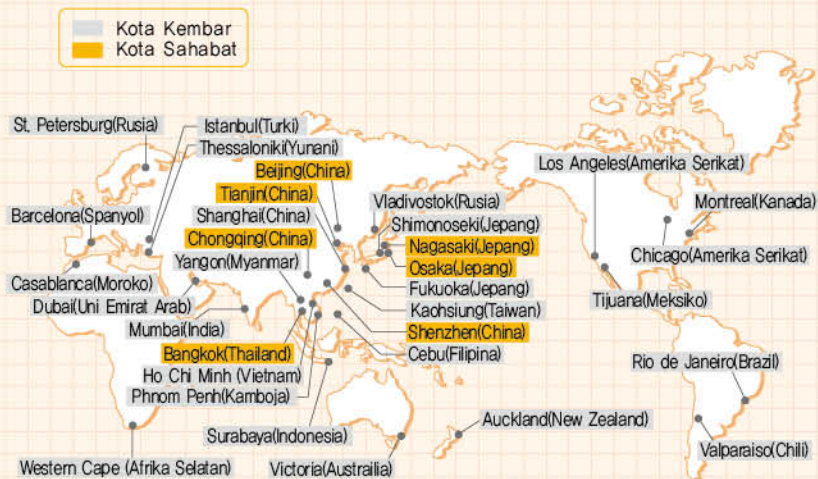 Kota Kembar
Kota Sahabat
St. Petersburg(Rusia)
Istanbul(Turki)
Thessaloniki(Yunani)
Beijing(China)
Tianjin(China)
Barcelona(Spanyol)
Shanghai(China)
Chongqing(China)
Yangon(Myanmar)
Casablanca(Moroko)
Dubai(Uni Emirat Arab)
Mumbai(India)
Bangkok(Thailand)
Ho Chi Minh (Vietnam)
Phnom Penh(Kamboja)
Surabaya(Indonesia)
Western Cape (Afrika Selatan)
Victoria(Austrailia)
Vladivostok(Rusia)
Shimonoseki(Jepang)
Nagasaki(Jepang)
Osaka(Jepang)
Fukuoka(Jepang)
Kaohsiung(Taiwan)
Shenzhen(China)
Cebu(Filipina)
Auckland(New Zealand)
Los Angeles(Amerika Serikat)
Montreal(Kanada)
Chicago(Amerika Serikat)
Tijuana(Meksiko)
Rio de Janeiro(Brazil)
Valparaiso(Chili)